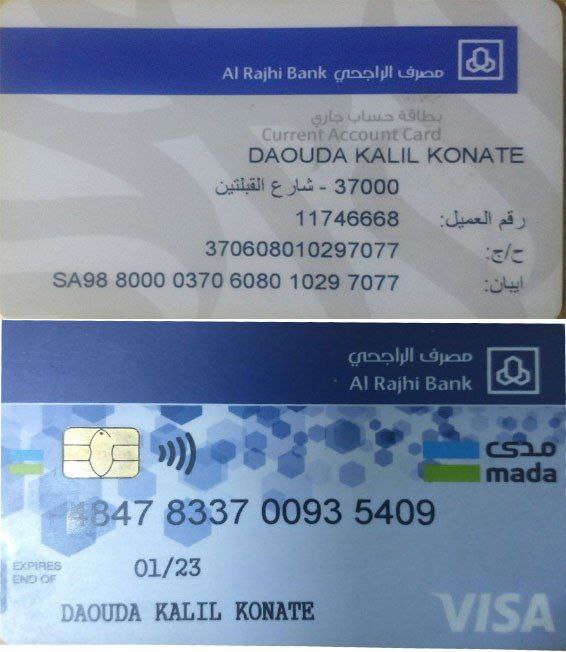 مصرف الراجحي Al Rajhi Bank
بطاقة حساب جاري
Current Account Card
DAOUDA KALIL KONATE
37000 - شارع القبلتين
رقم العميل: 11746668
ح/ج: 370608010297077
ايبان: SA98 8000 0370 6080 1029 7077
مصرف الراجحي
Al Rajhi Bank
مدى
mada
4847 8337 0093 5409
EXPIRES
END OF
01/23
DAOUDA KALIL KONATE
VISA